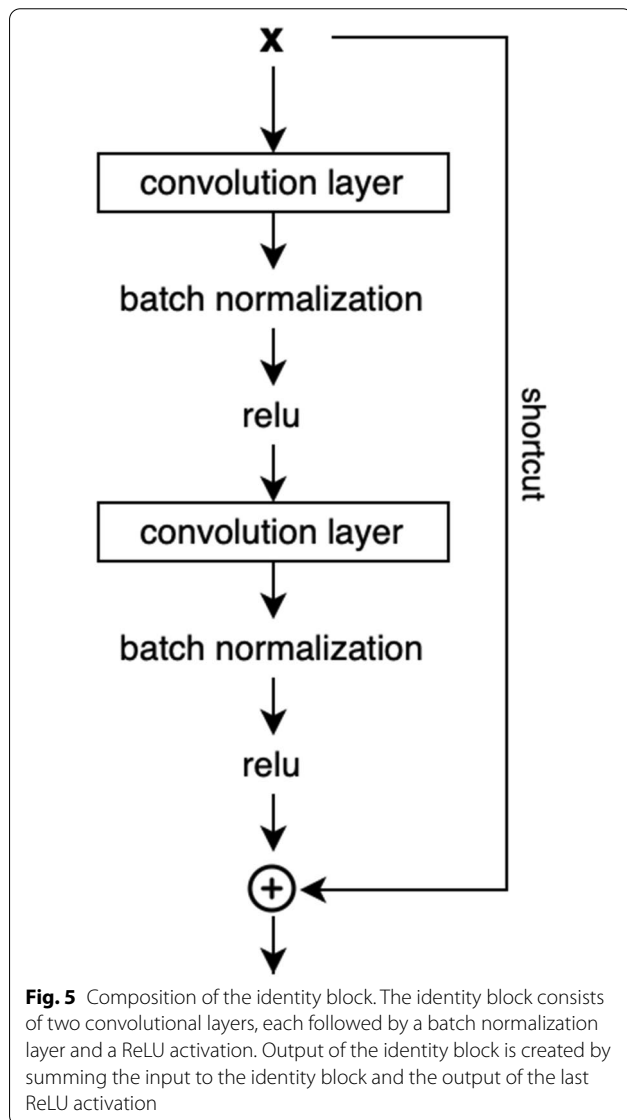 x
convolution layer
batch normalization
relu
shortcut
convolution layer
batch normalization
relu
+
Fig. 5 Composition of the identity block. The identity block consists
of two convolutional layers, each followed by a batch normalization
layer and a ReLU activation. Output of the identity block is created by
summing the input to the identity block and the output of the last
ReLU activation